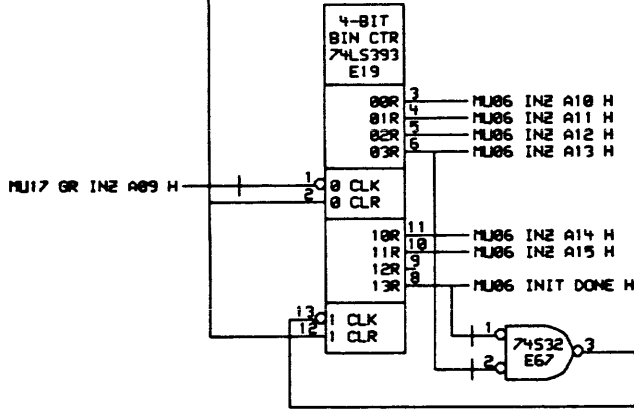 4-BIT
BIN CTR
74LS393
E19
00R 3 MU06 INZ A10 H
01R 4 MU06 INZ A11 H
02R 5 MU06 INZ A12 H
03R 6 MU06 INZ A13 H
MU17 GR INZ A09 H 1 0 CLK
2 0 CLR
10R 11 MU06 INZ A14 H
11R 10 MU06 INZ A15 H
12R 9
13R 8 MU06 INIT DONE H
13 1 CLK
12 1 CLR
1 74S32 3
2 E67